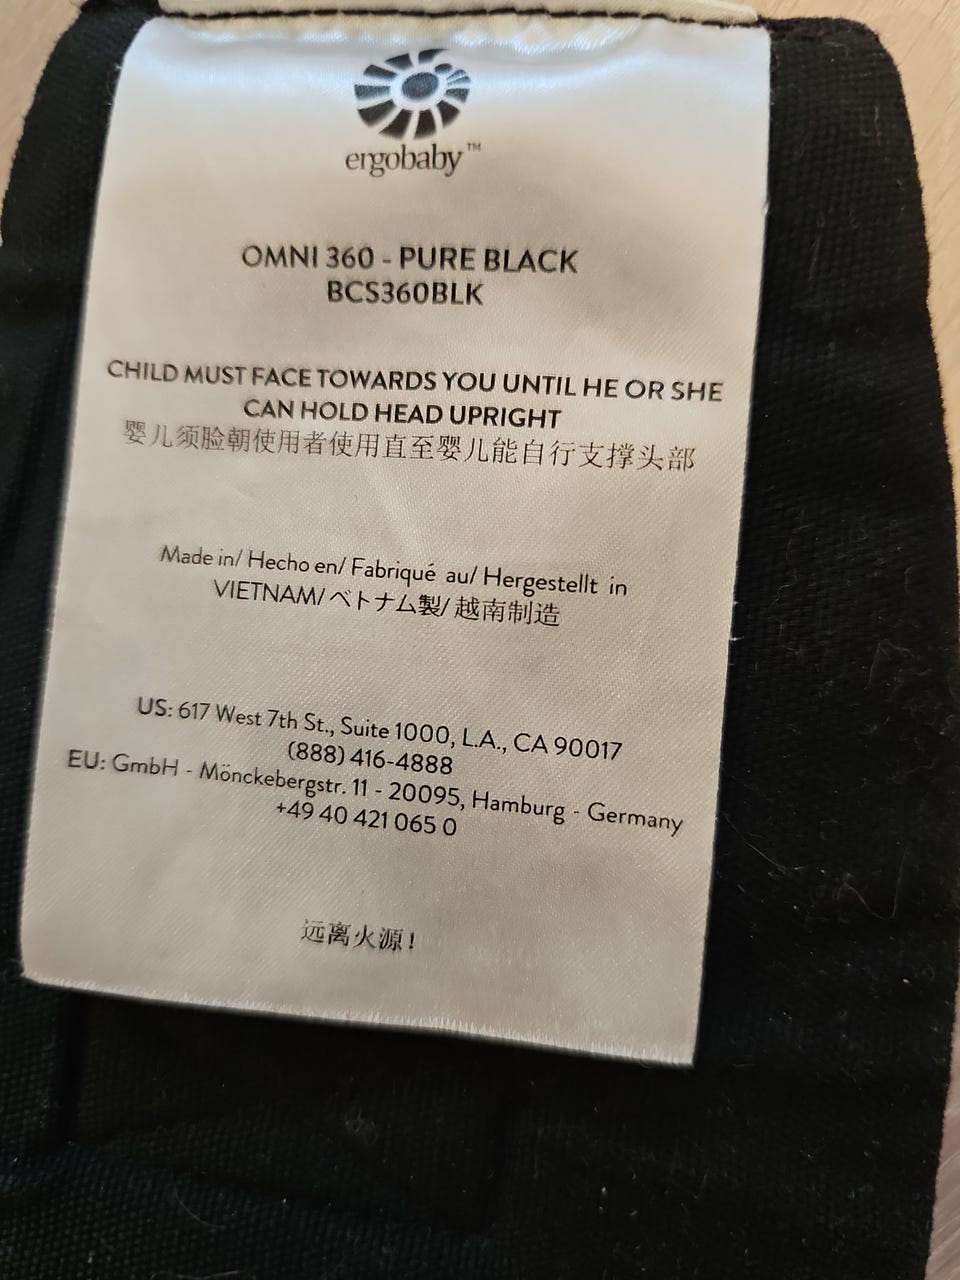 ergobaby™
OMNI 360 - PURE BLACK
BCS360BLK
CHILD MUST FACE TOWARDS YOU UNTIL HE OR SHE
CAN HOLD HEAD UPRIGHT
婴儿须脸朝使用者使用直至婴儿能自行支撑头部
Made in/ Hecho en/ Fabriqué au/ Hergestellt in
VIETNAM/ ベトナム製/ 越南制造
US: 617 West 7th St., Suite 1000, L.A., CA 90017
(888) 416-4888
EU: GmbH - Mönckebergstr. 11 - 20095, Hamburg - Germany
+49 40 421 065 0
远离火源!